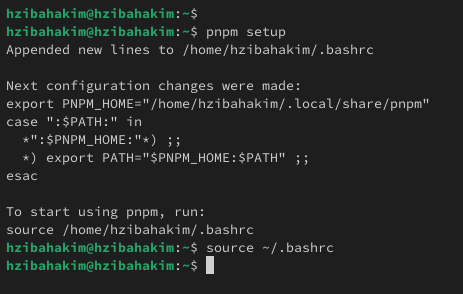 hzibahakim@hzibahakim:~$
hzibahakim@hzibahakim:~$ pnpm setup
Appended new lines to /home/hzibahakim/.bashrc

Next configuration changes were made:
export PNPM_HOME="/home/hzibahakim/.local/share/pnpm"
case ":$PATH:" in
  *":$PNPM_HOME:"*) ;;
  *) export PATH="$PNPM_HOME:$PATH" ;;
esac

To start using pnpm, run:
source /home/hzibahakim/.bashrc
hzibahakim@hzibahakim:~$ source ~/.bashrc
hzibahakim@hzibahakim:~$